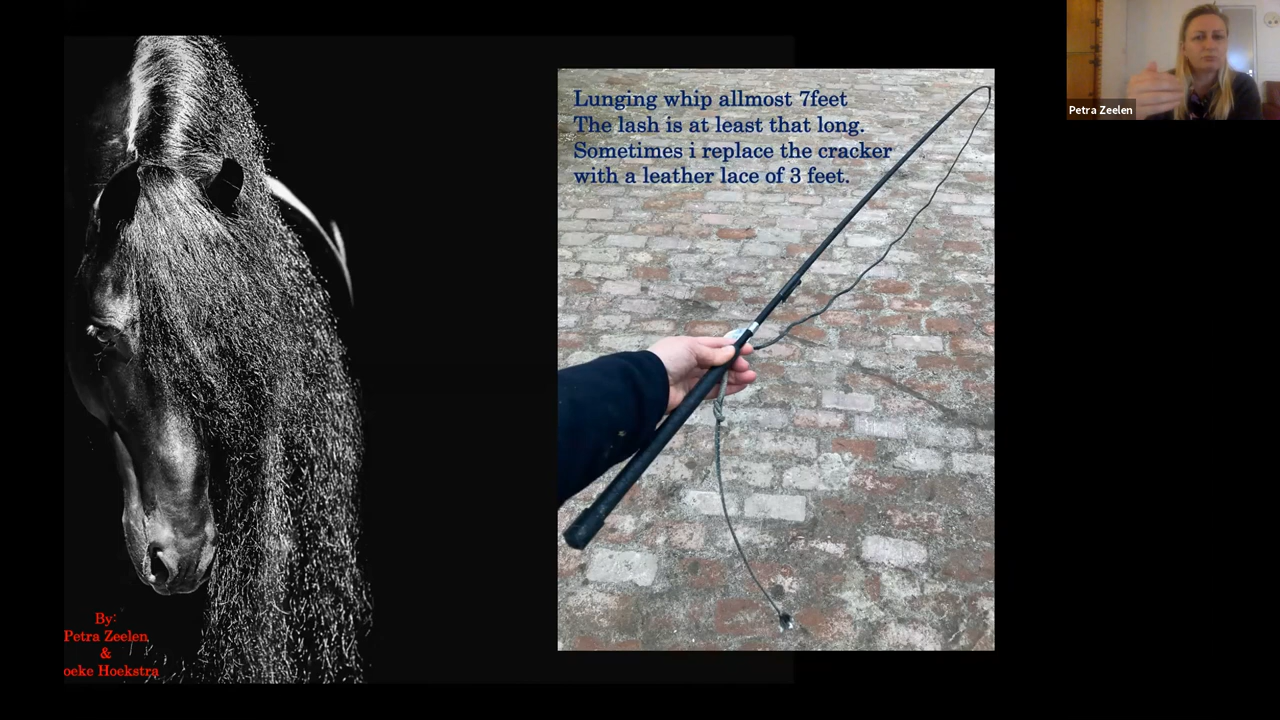 Lunging whip allmost 7feet
The lash is at least that long.
Sometimes i replace the cracker
with a leather lace of 3 feet.
By:
Petra Zeelen
&
oeke Hoekstra
Petra Zeelen